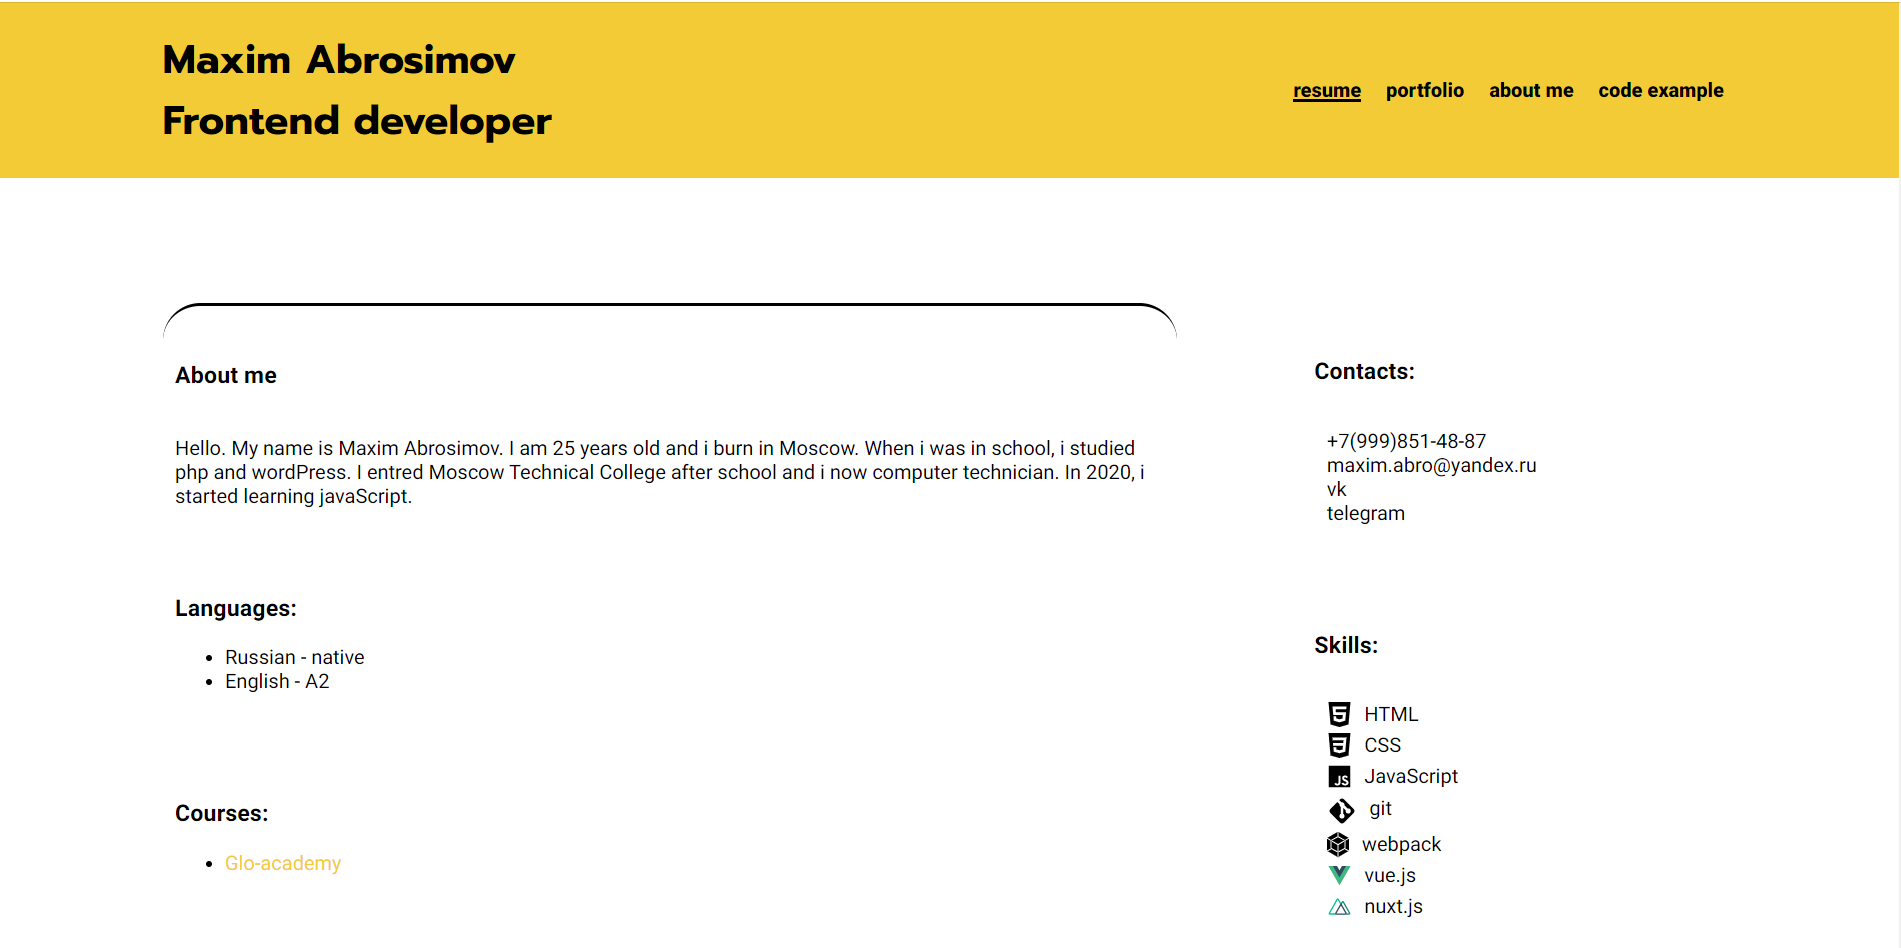 Maxim Abrosimov
Frontend developer
resume portfolio about me code example
About me
Hello. My name is Maxim Abrosimov. I am 25 years old and i burn in Moscow. When i was in school, i studied
php and wordPress. I entred Moscow Technical College after school and i now computer technician. In 2020, i
started learning javaScript.
Languages:
Russian - native
English - A2
Courses:
Glo-academy
Contacts:
+7(999)851-48-87
maxim.abro@yandex.ru
vk
telegram
Skills:
HTML
CSS
JS JavaScript
git
webpack
vue.js
nuxt.js